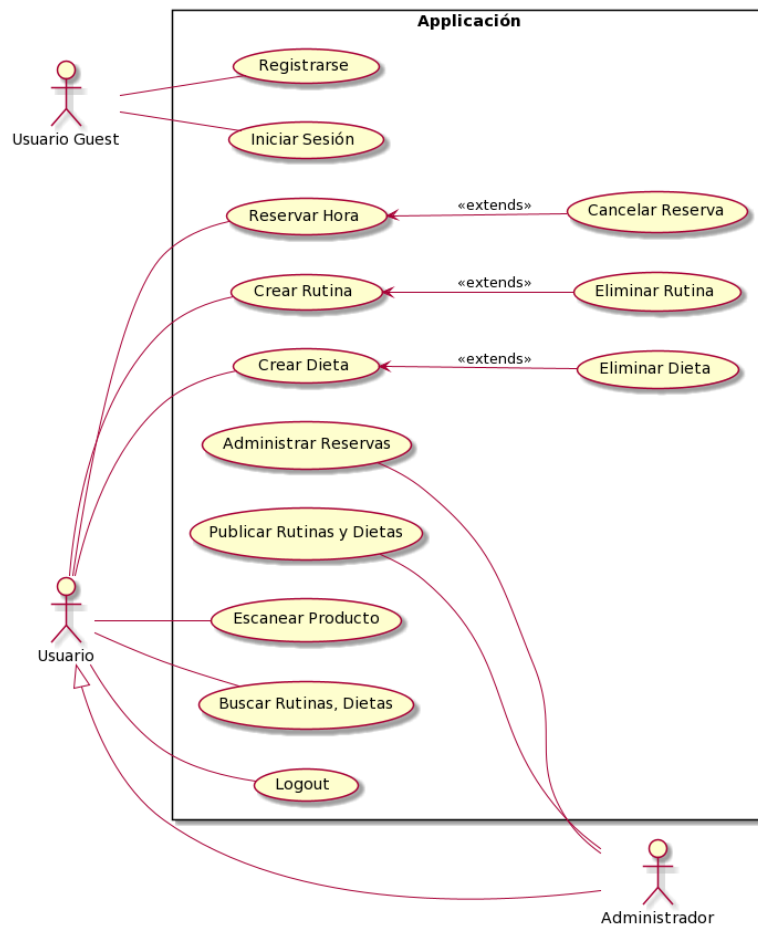 Applicación
Registrarse
Usuario Guest
Iniciar Sesión
Reservar Hora
«extends»
Cancelar Reserva
Crear Rutina
«extends»
Eliminar Rutina
Crear Dieta
«extends»
Eliminar Dieta
Administrar Reservas
Publicar Rutinas y Dietas
Escanear Producto
Usuario
Buscar Rutinas, Dietas
Logout
Administrador